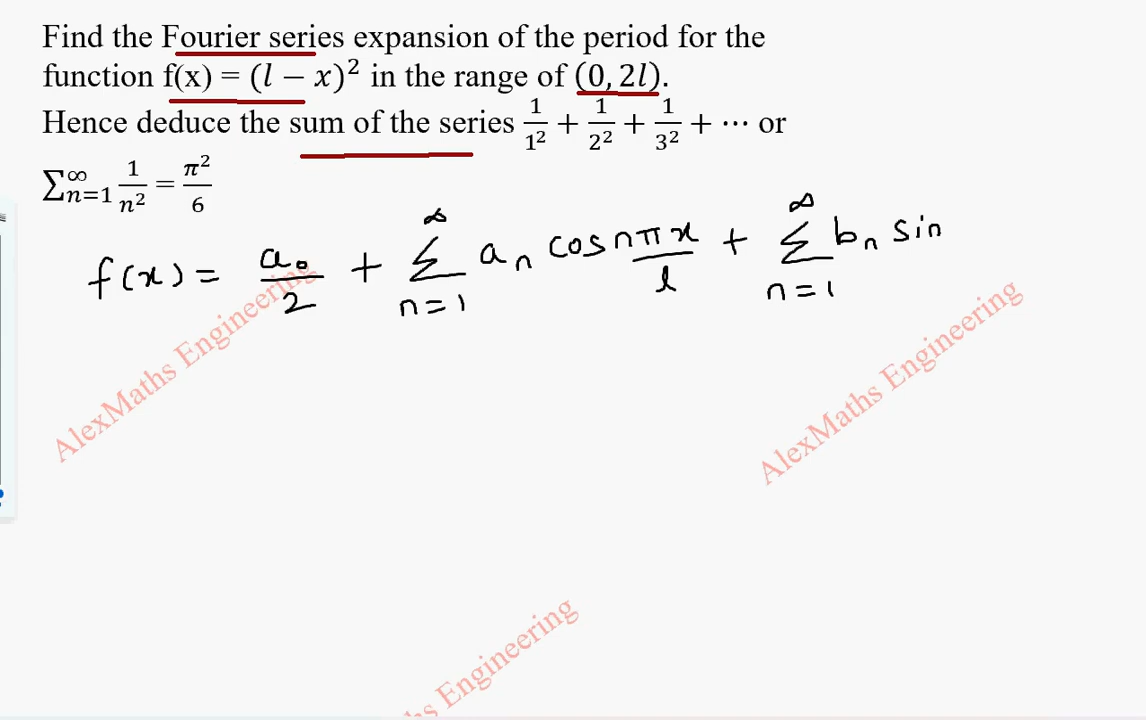 Find the Fourier series expansion of the period for the
function f(x) = (l − x)² in the range of (0, 2l).
Hence deduce the sum of the series 1/1² + 1/2² + 1/3² + ⋯ or
∑_{n=1}^{∞} 1/n² = π²/6
f(x) = a₀/2 + ∑_{n=1}^{∞} aₙ cos nπx/l + ∑_{n=1}^{∞} bₙ sin
AlexMaths Engineering
AlexMaths Engineering
hs Engineering